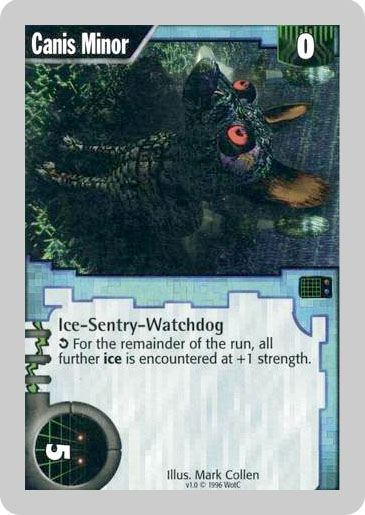 Canis Minor
0
Ice-Sentry-Watchdog
For the remainder of the run, all
further ice is encountered at +1 strength.
5
Illus. Mark Collen
v1.0 © 1996 WotC